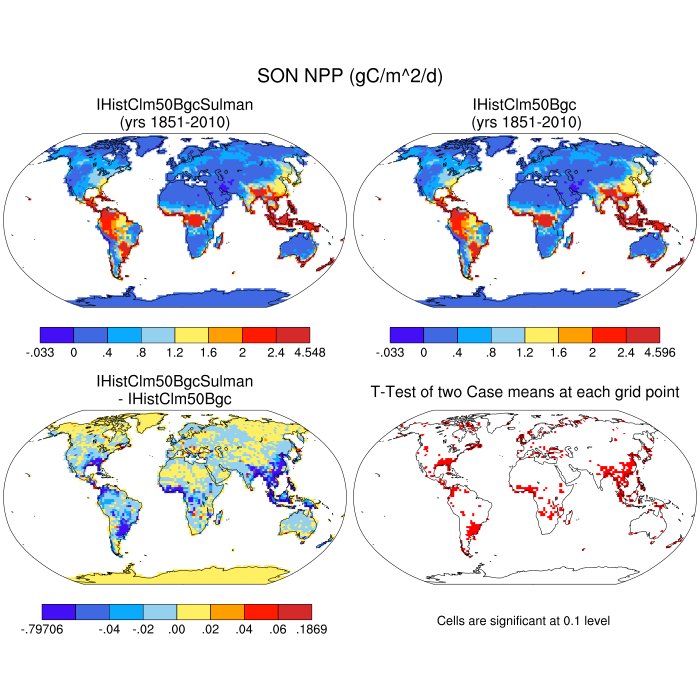 SON NPP (gC/m^2/d)
IHistClm50BgcSulman
(yrs 1851-2010)
IHistClm50Bgc
(yrs 1851-2010)
-.033 0 .4 .8 1.2 1.6 2 2.4 4.548
-.033 0 .4 .8 1.2 1.6 2 2.4 4.596
IHistClm50BgcSulman
- IHistClm50Bgc
T-Test of two Case means at each grid point
-.79706 -.04 -.02 .00 .02 .04 .06 .1869
Cells are significant at 0.1 level